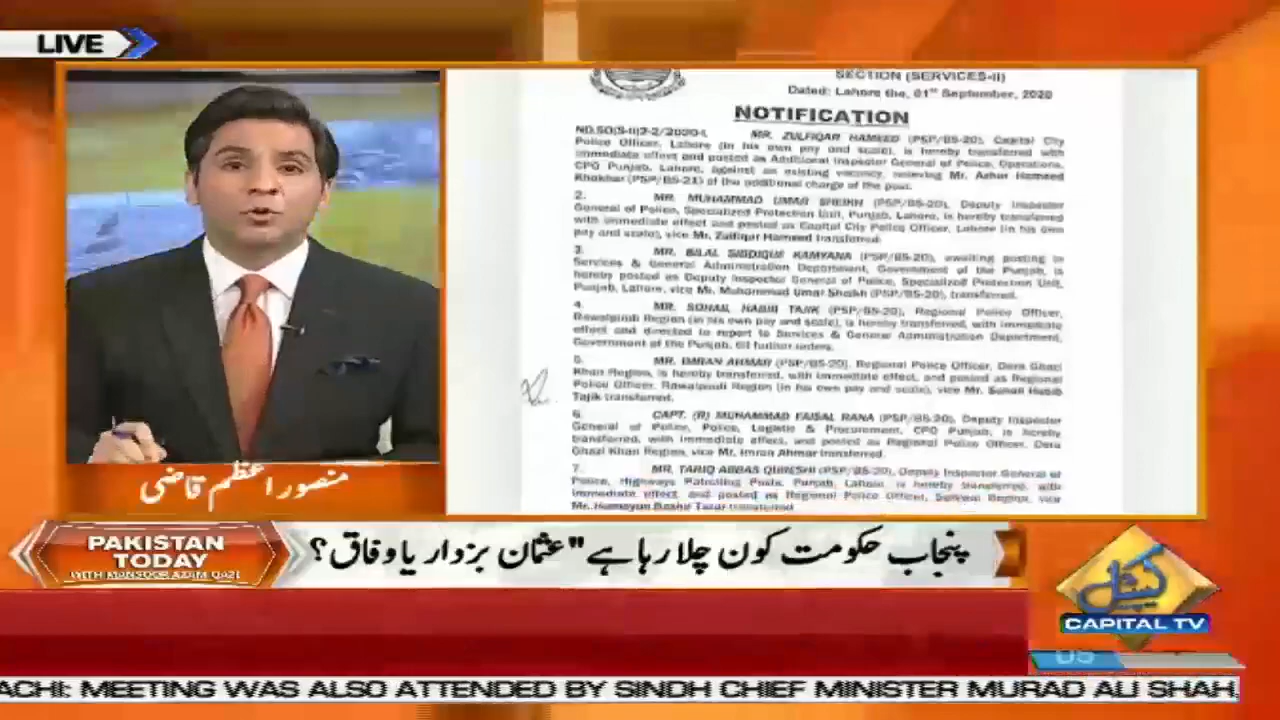 LIVE
SECTION (SERVICES-II)
Dated: Lahore the, 01st September, 2020
NOTIFICATION
NO.SO(S-II)2-2/2020-I. MR. ZULFIQAR HAMEED (PSP/BS-20), Capital City
Police Officer, Lahore (in his own pay and scale), is hereby transferred with
immediate effect and posted as Additional Inspector General of Police, Operations,
CPO Punjab, Lahore, against an existing vacancy, relieving Mr. Azhar Hameed
Khokhar (PSP/BS-21) of the additional charge of the post.
2. MR. MUHAMMAD UMAR SHEIKH (PSP/BS-20), Deputy Inspector
General of Police, Specialized Protection Unit, Punjab, Lahore, is hereby transferred
with immediate effect and posted as Capital City Police Officer, Lahore (in his own
pay and scale), vice Mr. Zulfiqar Hameed transferred.
3. MR. BILAL SIDDIQUE KAMYANA (PSP/BS-20), awaiting posting in
Services & General Administration Department, Government of the Punjab, is
hereby posted as Deputy Inspector General of Police, Specialized Protection Unit,
Punjab, Lahore, vice Mr. Muhammad Umar Sheikh (PSP/BS-20), transferred.
4. MR. SOHAIL HABIB TAJIK (PSP/BS-20), Regional Police Officer,
Rawalpindi Region (in his own pay and scale), is hereby transferred, with immediate
effect and directed to report to Services & General Administration Department,
Government of the Punjab, till further orders.
5. MR. IMRAN AHMAR (PSP/BS-20), Regional Police Officer, Dera Ghazi
Khan Region, is hereby transferred, with immediate effect, and posted as Regional
Police Officer, Rawalpindi Region (in his own pay and scale), vice Mr. Sohail Habib
Tajik transferred.
6. CAPT. (R) MUHAMMAD FAISAL RANA (PSP/BS-20), Deputy Inspector
General of Police, Police, Logistic & Procurement, CPO Punjab, is hereby
transferred, with immediate effect, and posted as Regional Police Officer, Dera
Ghazi Khan Region, vice Mr. Imran Ahmar transferred.
7. MR. TARIQ ABBAS QURESHI (PSP/BS-20), Deputy Inspector General of
Police, Highways Patrolling Posts, Punjab, Lahore is hereby transferred, with
immediate effect, and posted as Regional Police Officer, Sahiwal Region, vice
Mr. Humayun Bashir Tarar transferred
منصور اعظم قاضی
PAKISTAN
TODAY
WITH MANSOOR AZAM QAZI
پنجاب حکومت کون چلا رہا ہے "عثمان بزدار یا وفاق؟
کیپیٹل
CAPITAL TV
05
ACHI: MEETING WAS ALSO ATTENDED BY SINDH CHIEF MINISTER MURAD ALI SHAH,